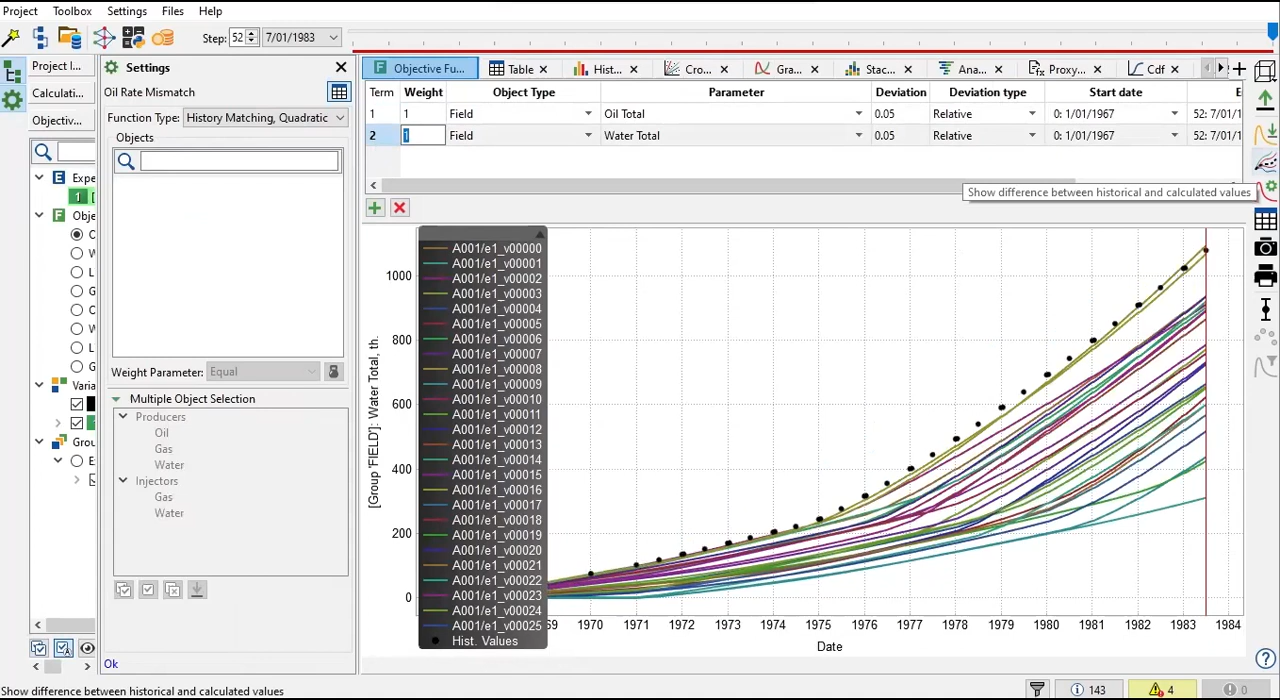 Project Toolbox Settings Files Help
Step: 52 7/01/1983
Project I...
Calculati...
Objectiv...
Expe
1
Obje
Varia
Grou
Settings
Oil Rate Mismatch
Function Type: History Matching, Quadratic
Objects
Weight Parameter: Equal
Multiple Object Selection
Producers
Oil
Gas
Water
Injectors
Gas
Water
Ok
Objective Fu... Table Hist... Cro... Gra... Stac... Ana... Proxy... Cdf
Term Weight Object Type Parameter Deviation Deviation type Start date E
1 1 Field Oil Total 0.05 Relative 0: 1/01/1967 52: 7/01/1
2 1 Field Water Total 0.05 Relative 0: 1/01/1967 52: 7/01/1
Show difference between historical and calculated values
[Group 'FIELD']: Water Total, th.
1000
800
600
400
200
0
A001/e1_v00000
A001/e1_v00001
A001/e1_v00002
A001/e1_v00003
A001/e1_v00004
A001/e1_v00005
A001/e1_v00006
A001/e1_v00007
A001/e1_v00008
A001/e1_v00009
A001/e1_v00010
A001/e1_v00011
A001/e1_v00012
A001/e1_v00013
A001/e1_v00014
A001/e1_v00015
A001/e1_v00016
A001/e1_v00017
A001/e1_v00018
A001/e1_v00019
A001/e1_v00020
A001/e1_v00021
A001/e1_v00022
A001/e1_v00023
A001/e1_v00024
A001/e1_v00025
Hist. Values
69 1970 1971 1972 1973 1974 1975 1976 1977 1978 1979 1980 1981 1982 1983 1984
Date
Show difference between historical and calculated values
143 4 0